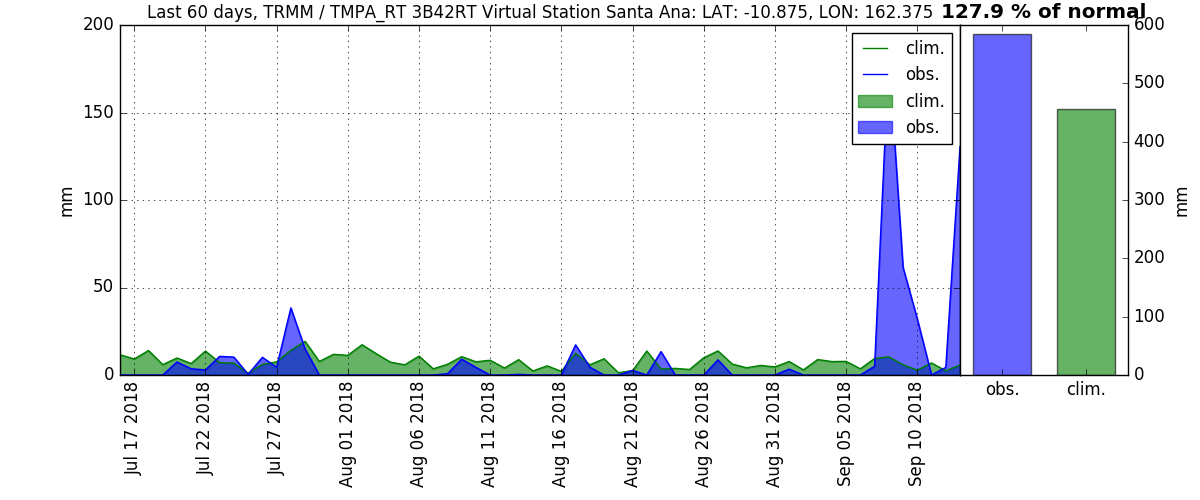 Last 60 days, TRMM / TMPA_RT 3B42RT Virtual Station Santa Ana: LAT: -10.875, LON: 162.375 127.9 % of normal
200
150
100
50
0
mm
clim.
obs.
clim.
obs.
600
500
400
300
200
100
0
mm
obs.
clim.
Jul 17 2018
Jul 22 2018
Jul 27 2018
Aug 01 2018
Aug 06 2018
Aug 11 2018
Aug 16 2018
Aug 21 2018
Aug 26 2018
Aug 31 2018
Sep 05 2018
Sep 10 2018